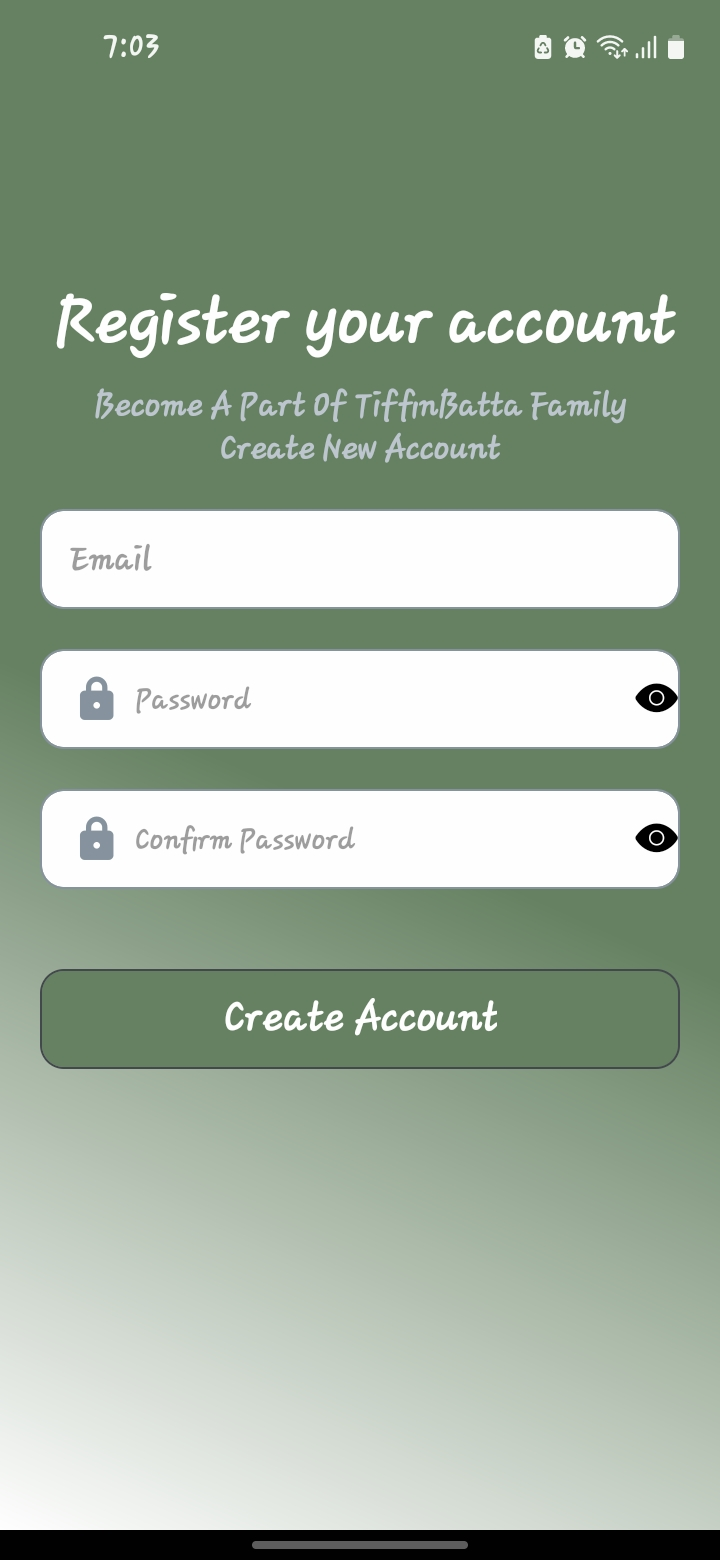 7:03
Register your account
Become A Part Of TiffinBatta Family
Create New Account
Email
Password
Confirm Password
Create Account